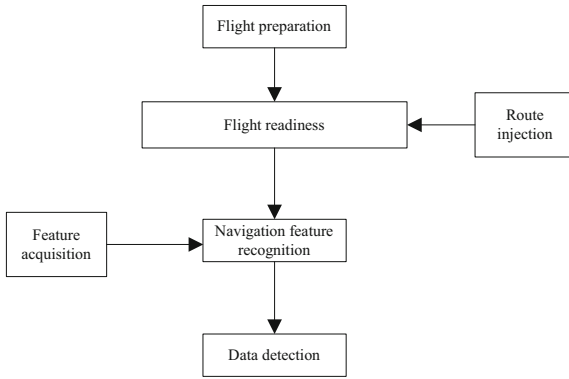 Flight preparation
Flight readiness
Route
injection
Feature
acquisition
Navigation feature
recognition
Data detection